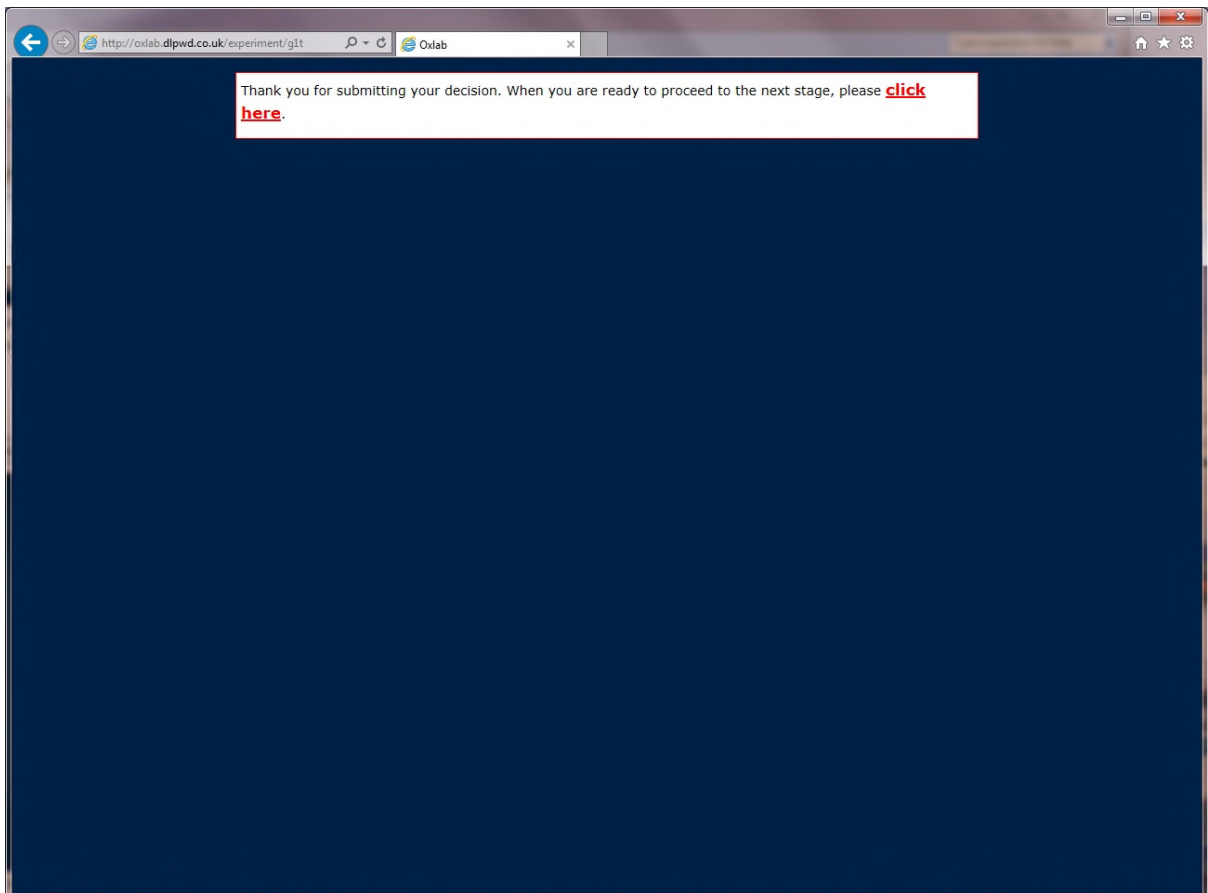 http://oxlab.dlpwd.co.uk/experiment/g1t
Oxlab
Thank you for submitting your decision. When you are ready to proceed to the next stage, please click
here.